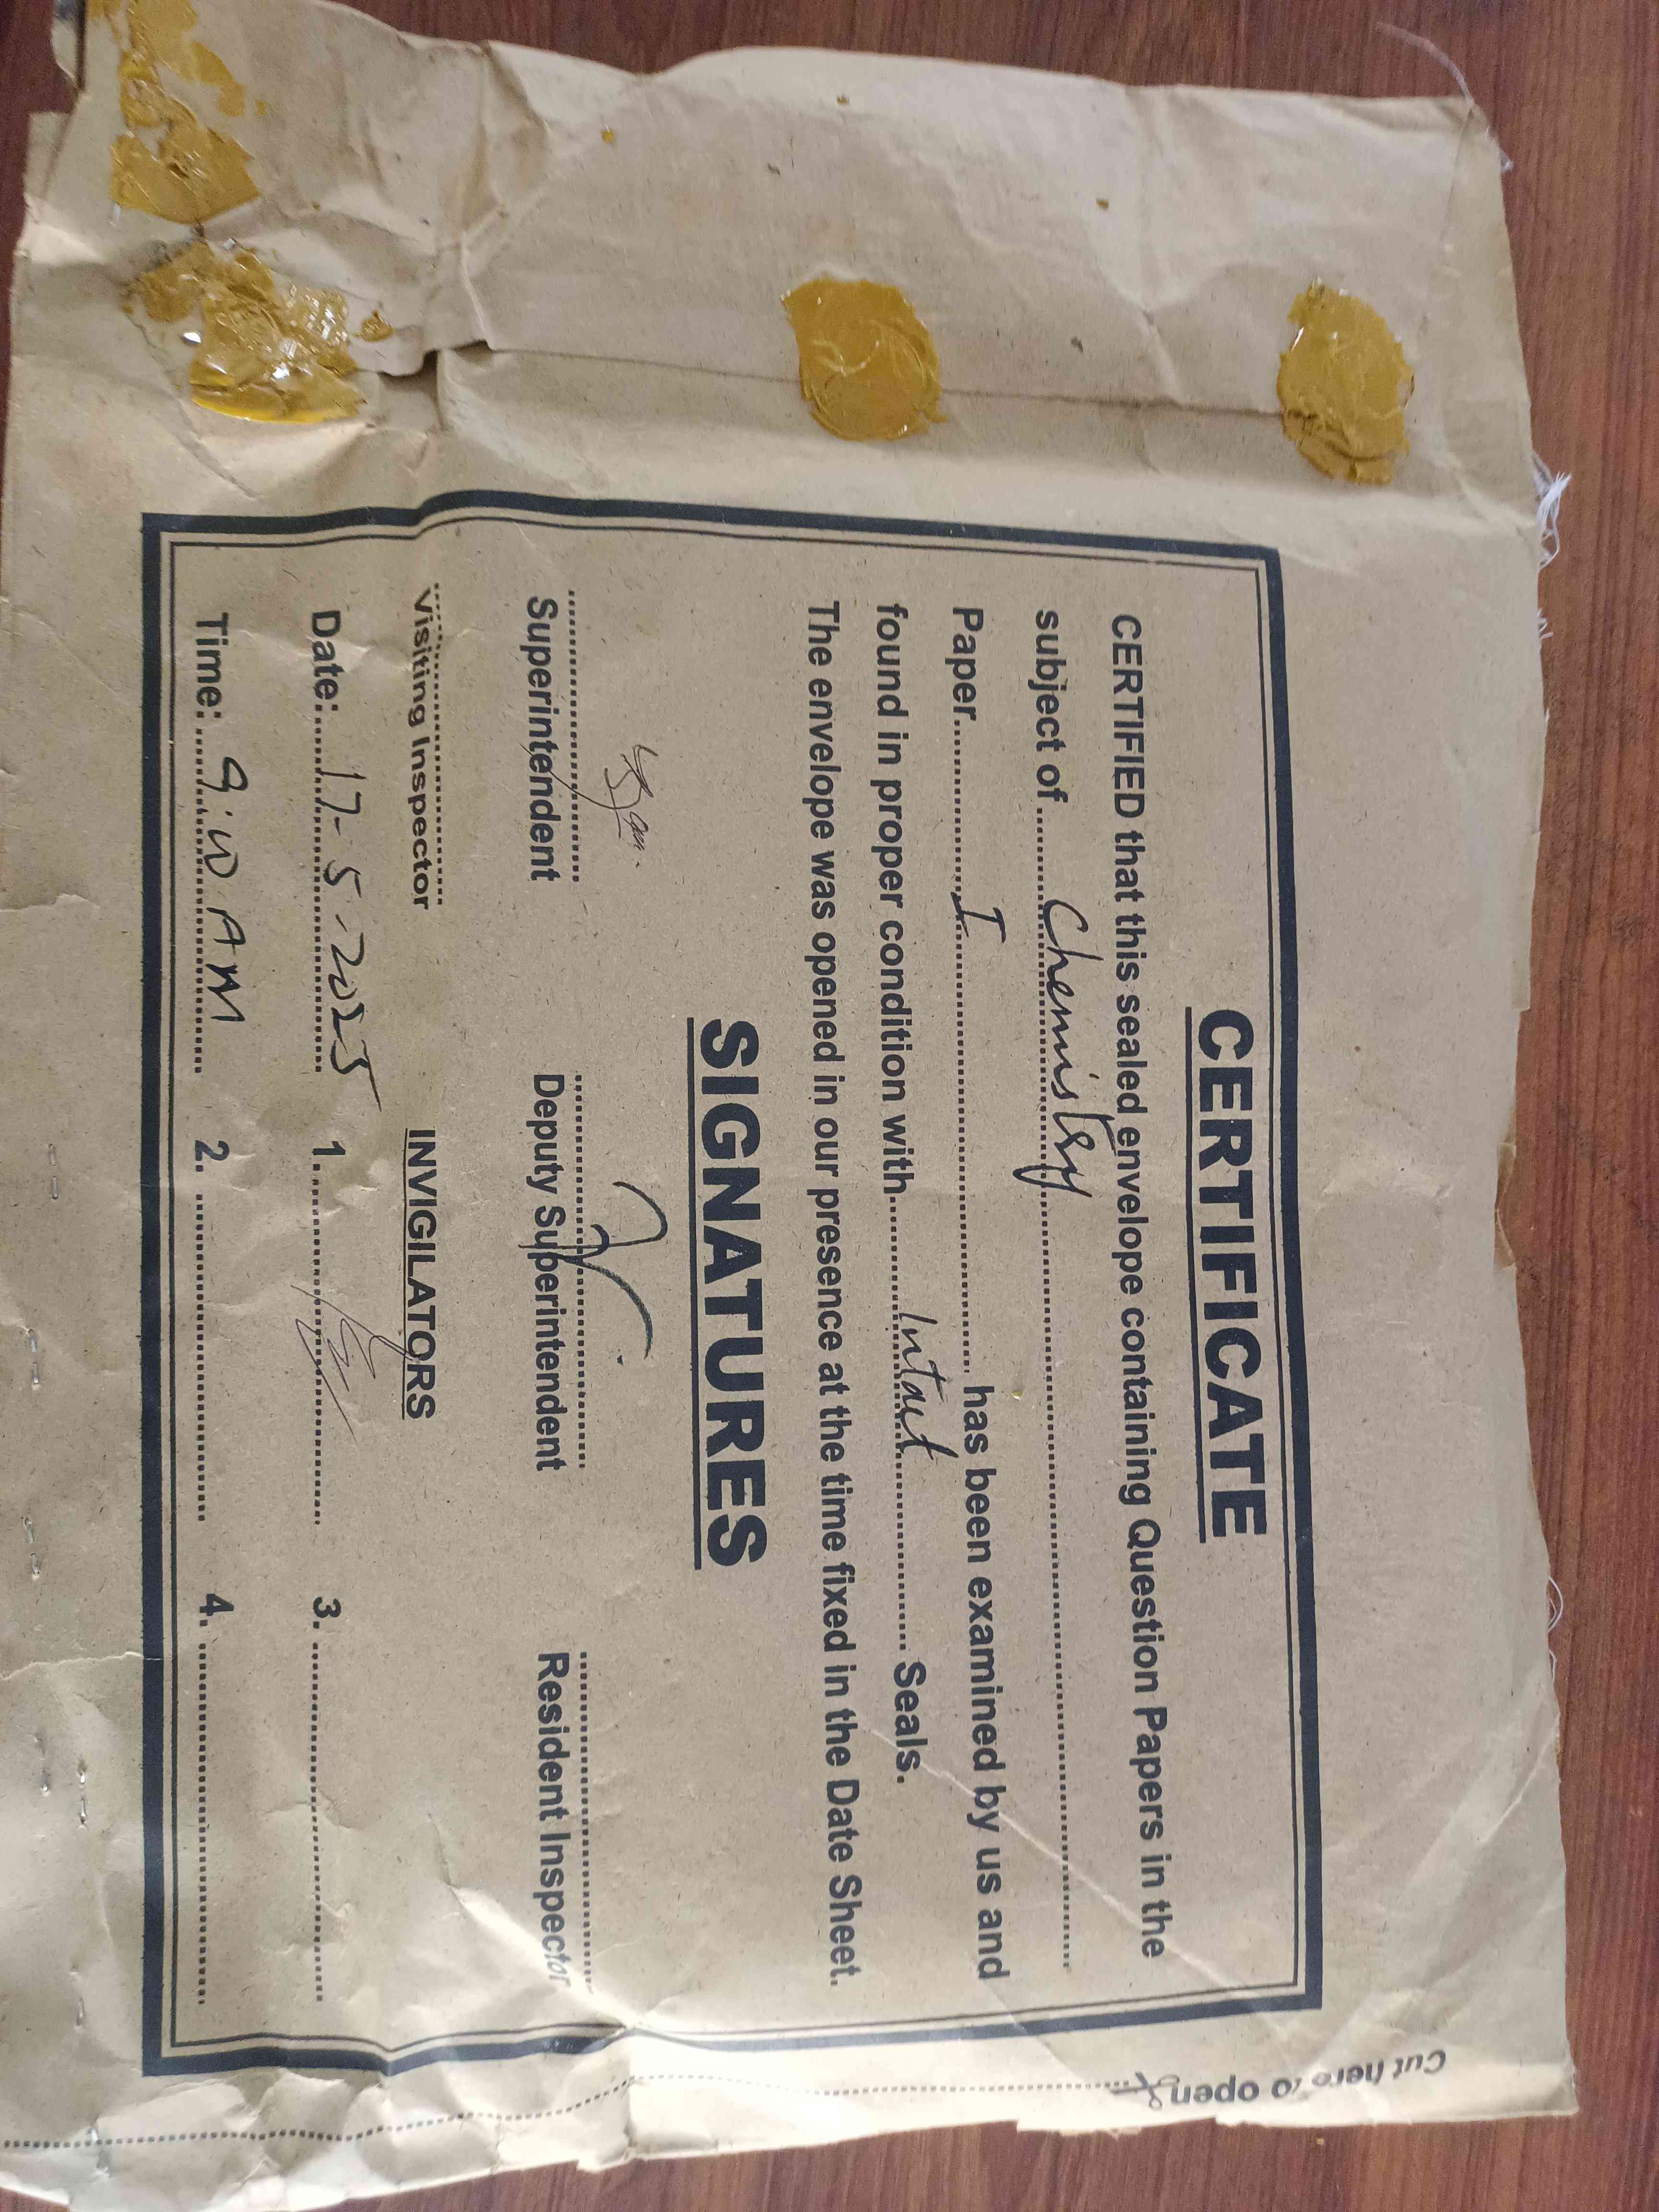 CERTIFICATE
CERTIFIED that this sealed envelope containing Question Papers in the
subject of Chemistry
Paper I has been examined by us and
found in proper condition with Intact Seals.
The envelope was opened in our presence at the time fixed in the Date Sheet.
SIGNATURES
Superintendent Deputy Superintendent Resident Inspector
Visiting Inspector INVIGILATORS
Date: 17-5-2025 1. 3.
Time: AM 2. 4.
Cut here to open